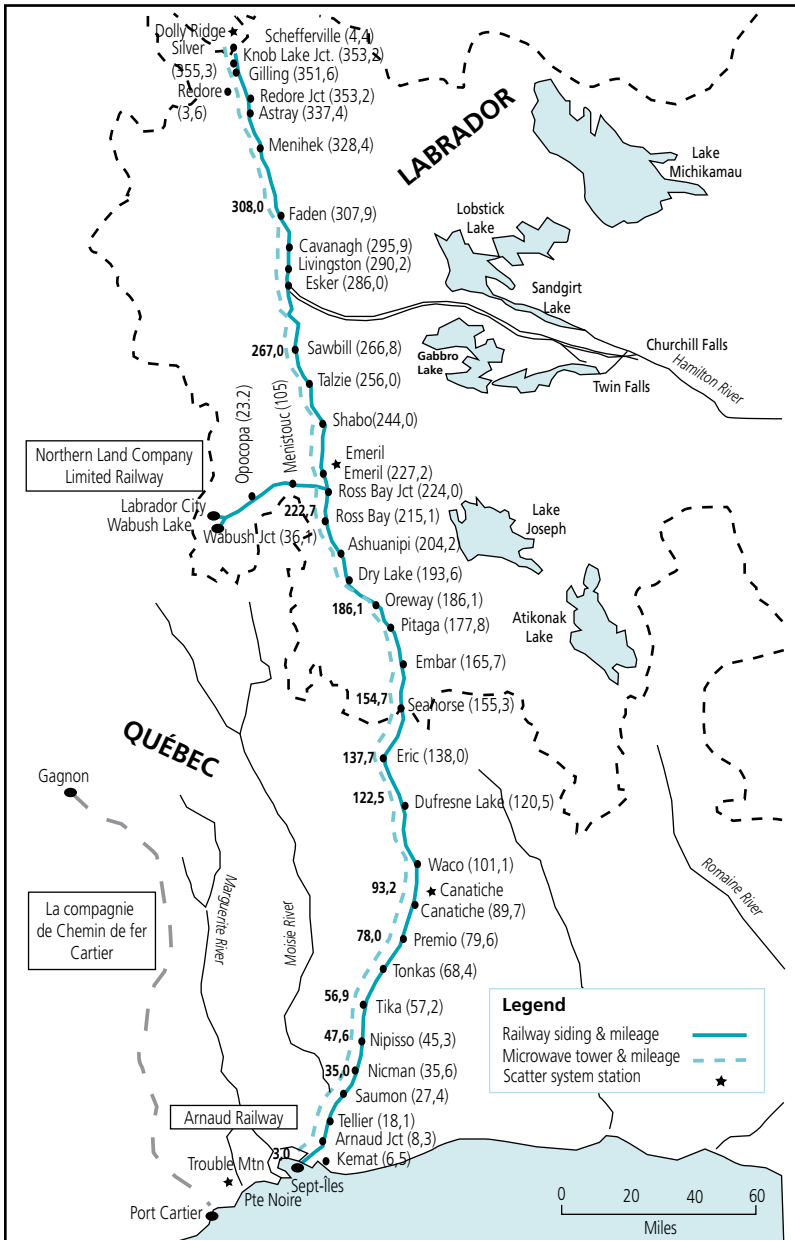 Dolly Ridge
Silver
(355,3)
Redore
(3,6)
Schefferville (4,4)
Knob Lake Jct. (353,2)
Gilling (351,6)
Redore Jct (353,2)
Astray (337,4)
Menihek (328,4)
LABRADOR
Lake
Michikamau
308,0
Faden (307,9)
Lobstick
Lake
Cavanagh (295,9)
Livingston (290,2)
Esker (286,0)
Sandgirt
Lake
267,0
Sawbill (266,8)
Gabbro
Lake
Churchill Falls
Twin Falls
Hamilton River
Talzie (256,0)
Shabo(244,0)
Northern Land Company
Limited Railway
Opocopa (23.2)
Menistouc (105)
Emeril
Emeril (227,2)
Ross Bay Jct (224,0)
Labrador City
Wabush Lake
Wabush Jct (36,1)
222,7
Ross Bay (215,1)
Lake
Joseph
Ashuanipi (204,2)
Dry Lake (193,6)
186,1
Oreway (186,1)
Pitaga (177,8)
Atikonak
Lake
Embar (165,7)
154,7
Seahorse (155,3)
QUÉBEC
137,7
Eric (138,0)
Gagnon
122,5
Dufresne Lake (120,5)
Waco (101,1)
93,2
Canatiche
Canatiche (89,7)
Romaine River
La compagnie
de Chemin de fer
Cartier
Marguerite River
Moisie River
78,0
Premio (79,6)
Tonkas (68,4)
56,9
Tika (57,2)
47,6
Nipisso (45,3)
35,0
Nicman (35,6)
Saumon (27,4)
Legend
Railway siding & mileage
Microwave tower & mileage
Scatter system station
Arnaud Railway
Tellier (18,1)
Arnaud Jct (8,3)
3,0
Kemat (6,5)
Trouble Mtn
Sept-Îles
Pte Noire
Port Cartier
0 20 40 60
Miles